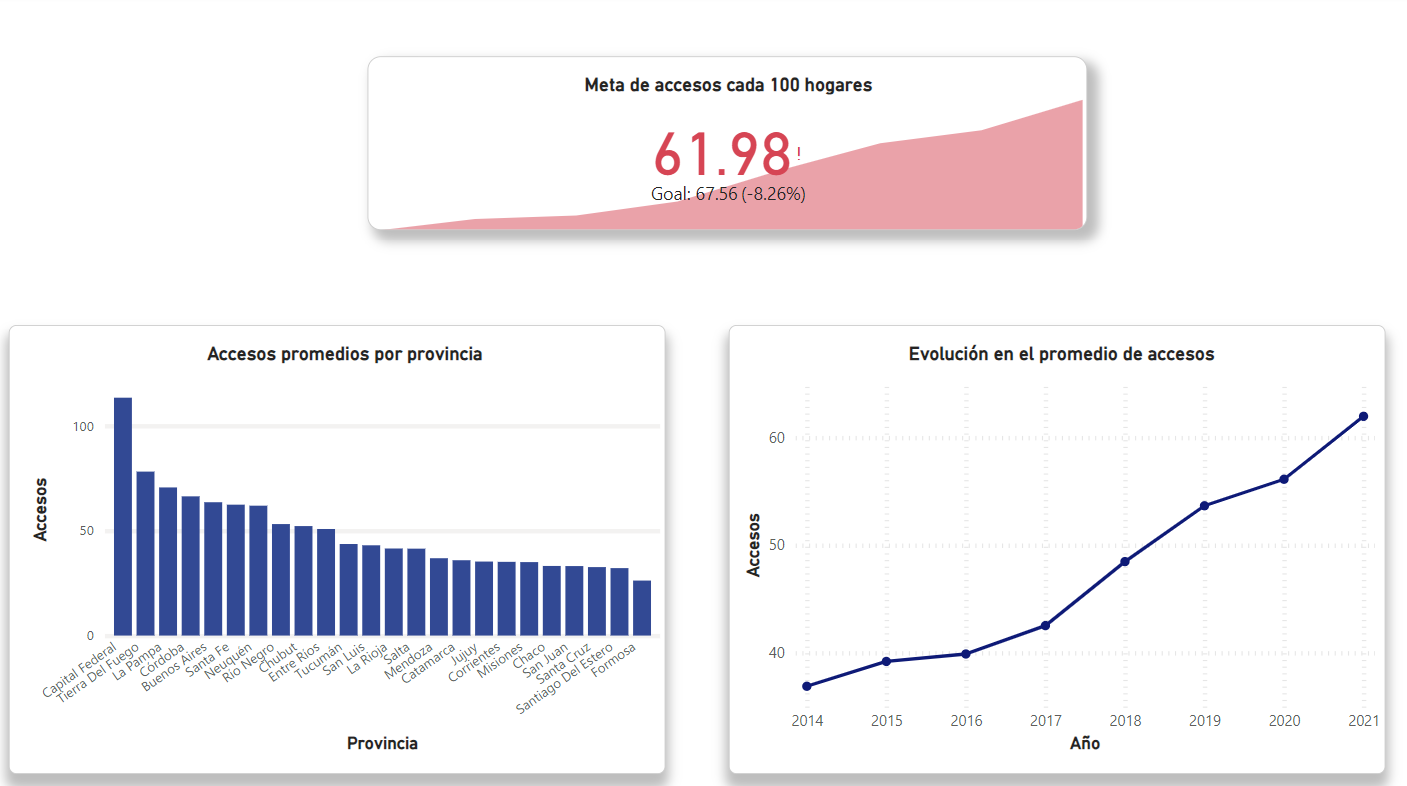 Meta de accesos cada 100 hogares
61.98!
Goal: 67.56 (-8.26%)
Accesos promedios por provincia
Accesos
100
50
0
Capital Federal
Tierra Del Fuego
La Pampa
Córdoba
Buenos Aires
Santa Fe
Neuquén
Río Negro
Chubut
Entre Ríos
Tucumán
San Luis
La Rioja
Salta
Mendoza
Catamarca
Jujuy
Corrientes
Misiones
Chaco
San Juan
Santa Cruz
Santiago Del Estero
Formosa
Provincia
Evolución en el promedio de accesos
Accesos
60
50
40
2014 2015 2016 2017 2018 2019 2020 2021
Año